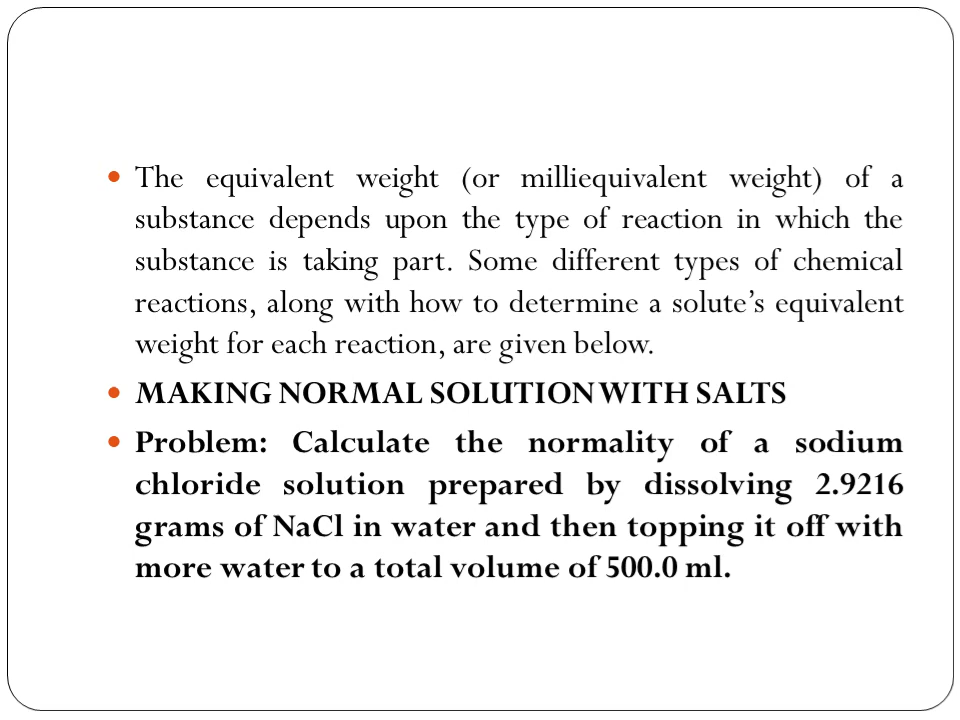 The equivalent weight (or milliequivalent weight) of a
substance depends upon the type of reaction in which the
substance is taking part. Some different types of chemical
reactions, along with how to determine a solute’s equivalent
weight for each reaction, are given below.
MAKING NORMAL SOLUTION WITH SALTS
Problem: Calculate the normality of a sodium
chloride solution prepared by dissolving 2.9216
grams of NaCl in water and then topping it off with
more water to a total volume of 500.0 ml.